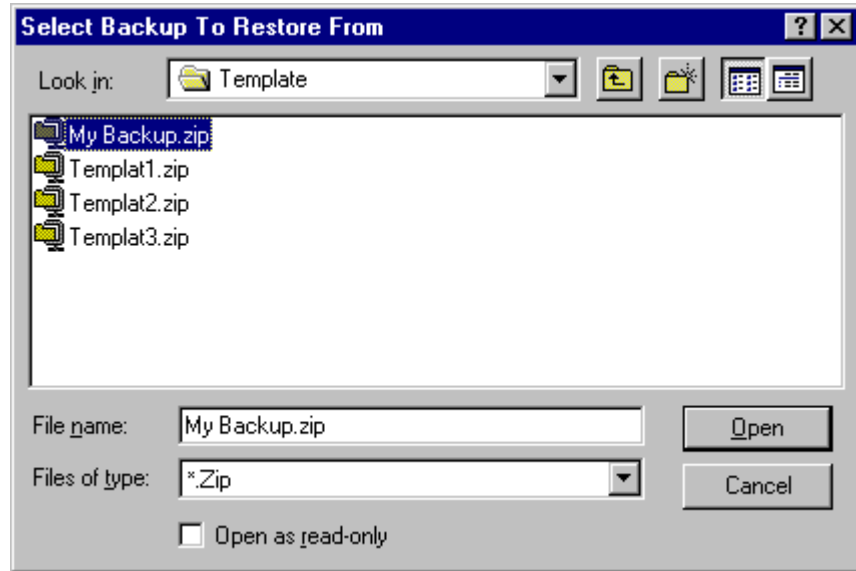 Select Backup To Restore From
Look in: Template
My Backup.zip
Templat1.zip
Templat2.zip
Templat3.zip
File name: My Backup.zip Open
Files of type: *.Zip Cancel
Open as read-only